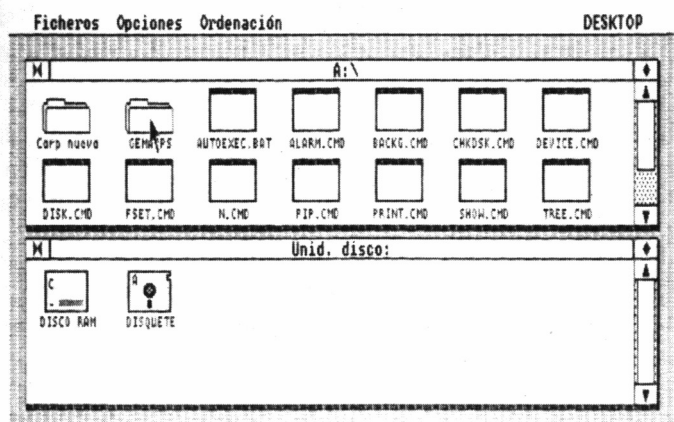 Ficheros Opciones Ordenación DESKTOP
A:\
Carp nueva GEMAPPS AUTOEXEC.BAT ALARM.CMD BACKG.CMD CHKDSK.CMD DEVICE.CMD
DISK.CMD FSET.CMD N.CMD PIP.CMD PRINT.CMD SHOW.CMD TREE.CMD
Unid. disco:
C A
DISCO RAM DISQUETE